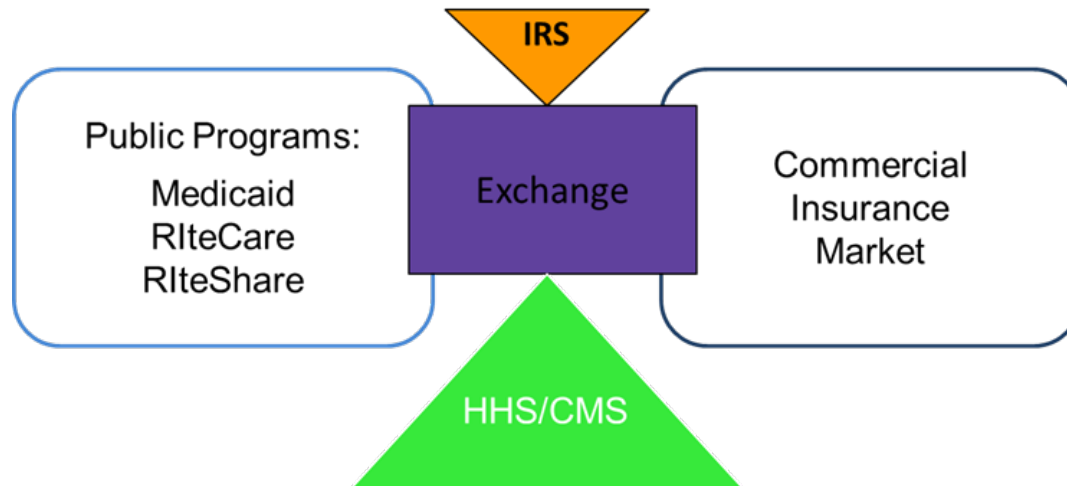 IRS
Public Programs:
Medicaid
RIteCare
RIteShare
Exchange
Commercial
Insurance
Market
HHS/CMS